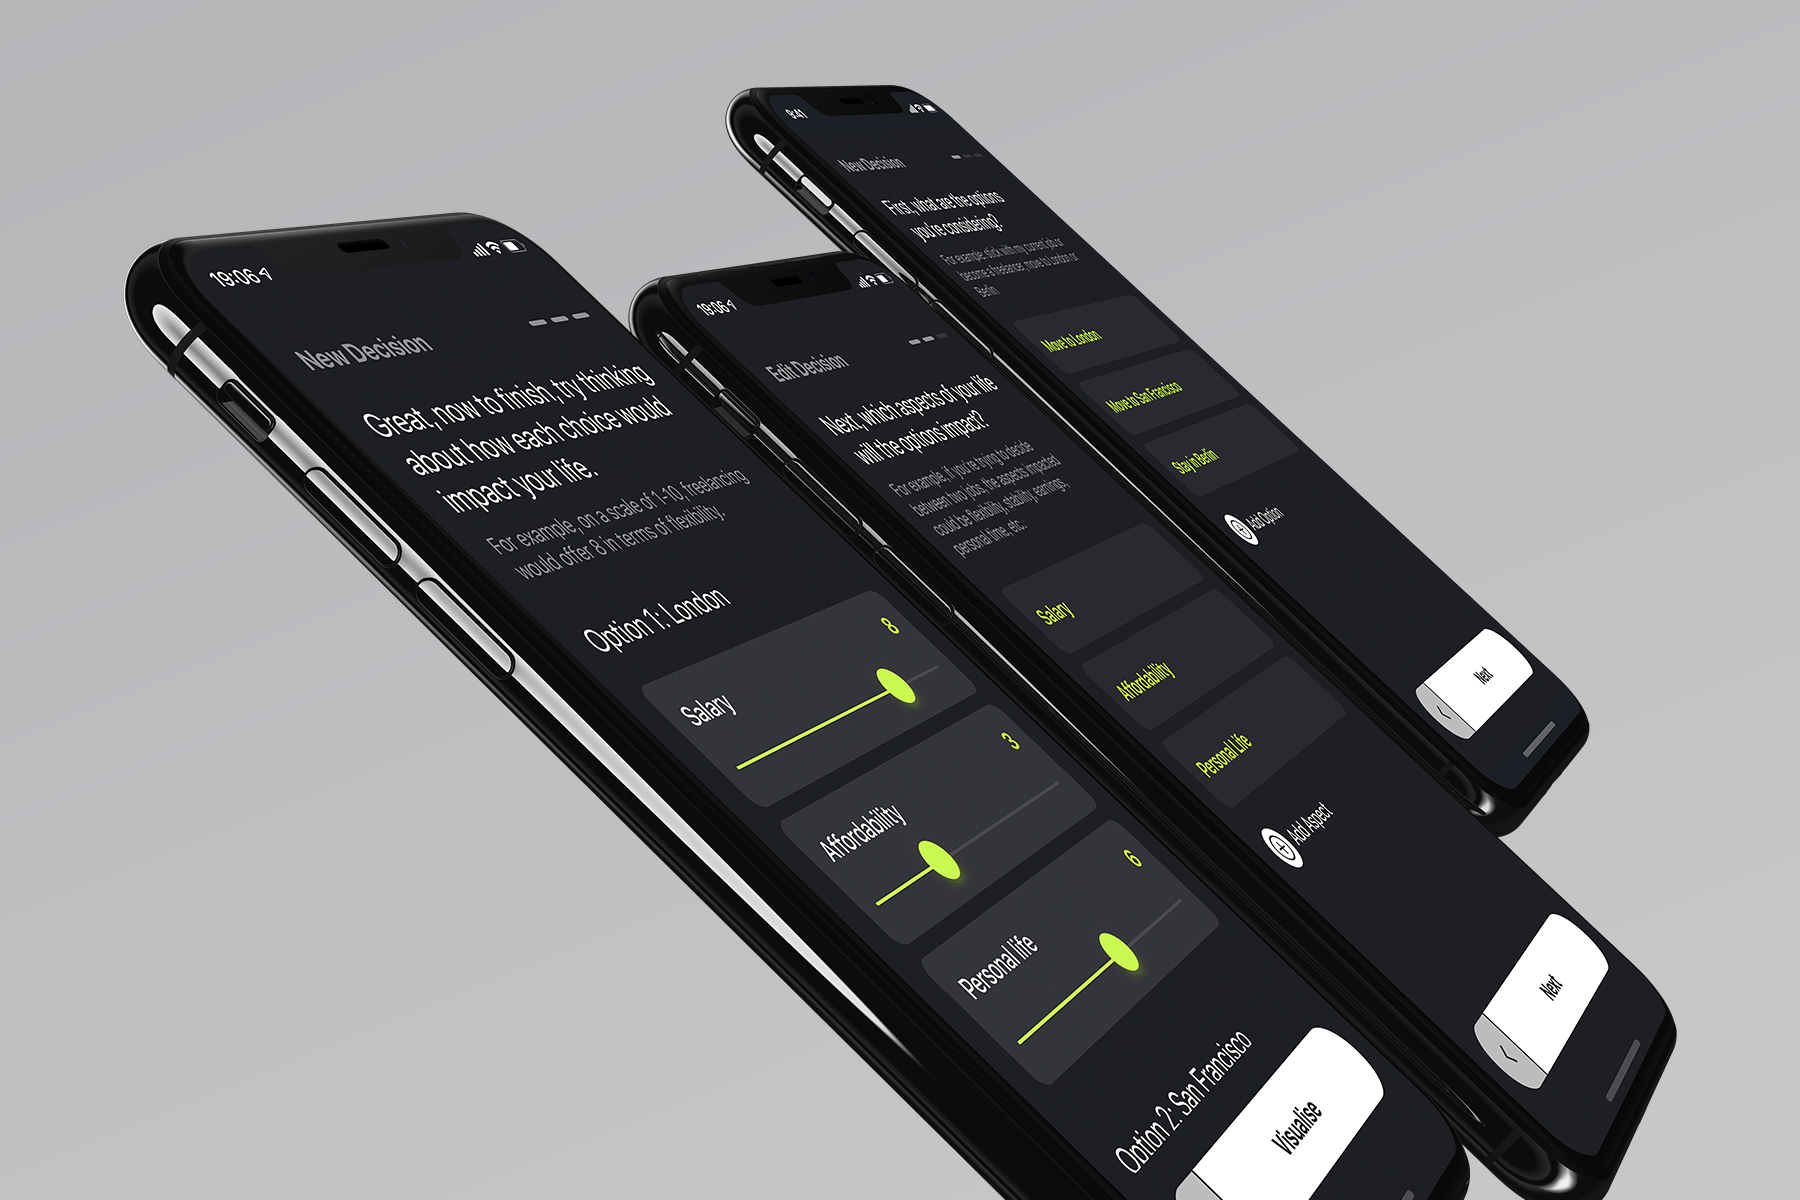 19:06
New Decision
Great, now to finish, try thinking
about how each choice would
impact your life.
For example, on a scale of 1-10, freelancing
would offer 8 in terms of flexibility.
Option 1: London
8
Salary
3
Affordability
6
Personal life
Option 2: San Francisco
Visualise
19:06
Edit Decision
Next, which aspects of your life
will the options impact?
For example, if you're trying to decide
between two jobs, the aspects impacted
could be flexibility, stability, earnings,
personal time, etc.
Salary
Affordability
Personal Life
Add Aspect
Next
9:41
New Decision
First, what are the options
you're considering?
For example: stick with my current job or
become a freelancer, move to London or
Berlin
Move to London
Move to San Francisco
Stay in Berlin
Add Option
Next